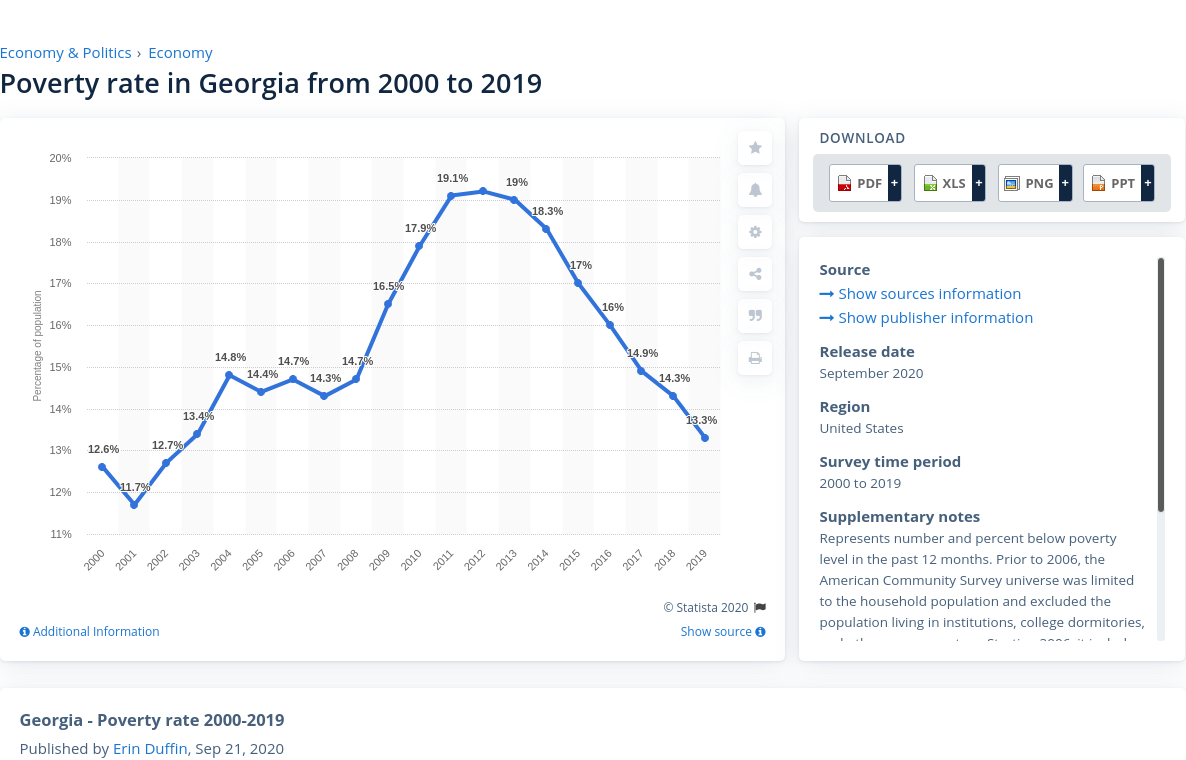 Economy & Politics › Economy
Poverty rate in Georgia from 2000 to 2019
20%
19%
18%
17%
16%
15%
14%
13%
12%
11%
Percentage of population
12.6%
11.7%
12.7%
13.4%
14.8%
14.4%
14.7%
14.3%
14.7%
16.5%
17.9%
19.1%
19%
18.3%
17%
16%
14.9%
14.3%
13.3%
2000
2001
2002
2003
2004
2005
2006
2007
2008
2009
2010
2011
2012
2013
2014
2015
2016
2017
2018
2019
© Statista 2020
Additional Information
Show source
DOWNLOAD
PDF +
XLS +
PNG +
PPT +
Source
Show sources information
Show publisher information
Release date
September 2020
Region
United States
Survey time period
2000 to 2019
Supplementary notes
Represents number and percent below poverty
level in the past 12 months. Prior to 2006, the
American Community Survey universe was limited
to the household population and excluded the
population living in institutions, college dormitories,
Georgia - Poverty rate 2000-2019
Published by Erin Duffin, Sep 21, 2020